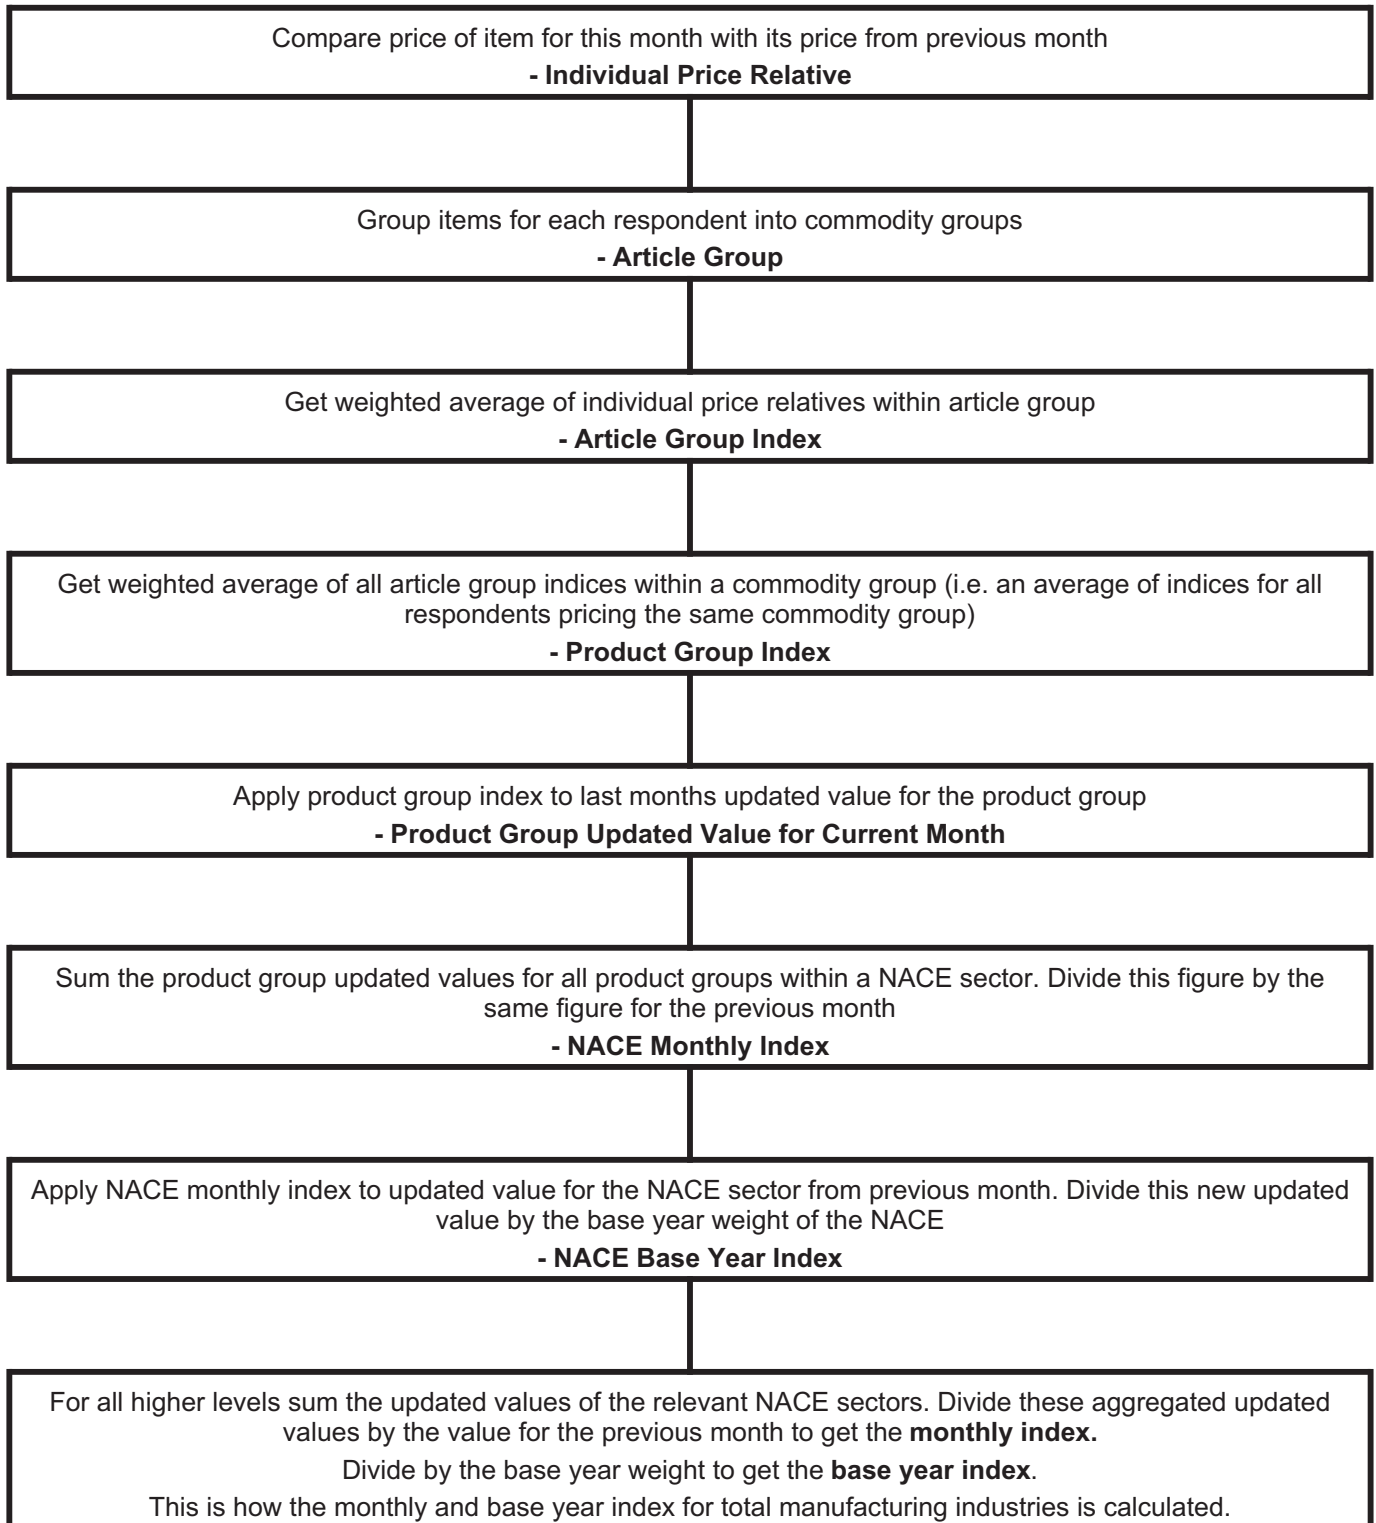 Compare price of item for this month with its price from previous month
- Individual Price Relative
Group items for each respondent into commodity groups
- Article Group
Get weighted average of individual price relatives within article group
- Article Group Index
Get weighted average of all article group indices within a commodity group (i.e. an average of indices for all
respondents pricing the same commodity group)
- Product Group Index
Apply product group index to last months updated value for the product group
- Product Group Updated Value for Current Month
Sum the product group updated values for all product groups within a NACE sector. Divide this figure by the
same figure for the previous month
- NACE Monthly Index
Apply NACE monthly index to updated value for the NACE sector from previous month. Divide this new updated
value by the base year weight of the NACE
- NACE Base Year Index
For all higher levels sum the updated values of the relevant NACE sectors. Divide these aggregated updated
values by the value for the previous month to get the monthly index.
Divide by the base year weight to get the base year index.
This is how the monthly and base year index for total manufacturing industries is calculated.